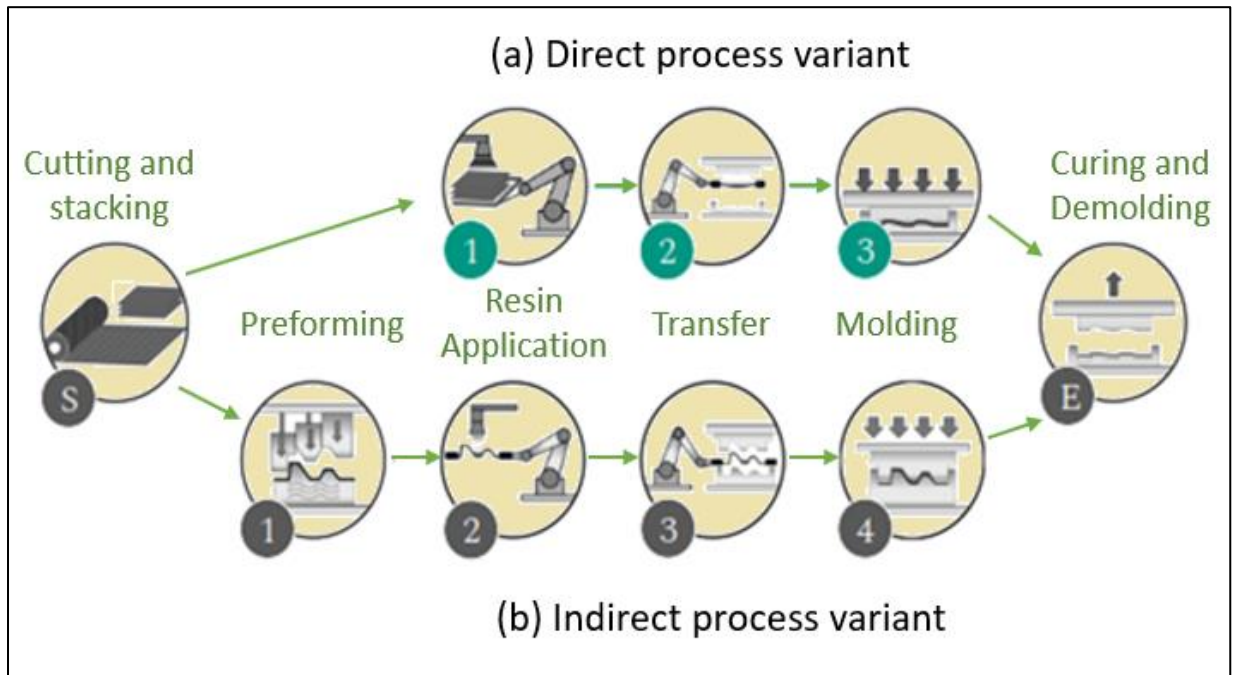 (a) Direct process variant
Cutting and
stacking
Curing and
Demolding
1
2
3
S
Preforming
Resin
Application
Transfer
Molding
E
1
2
3
4
(b) Indirect process variant